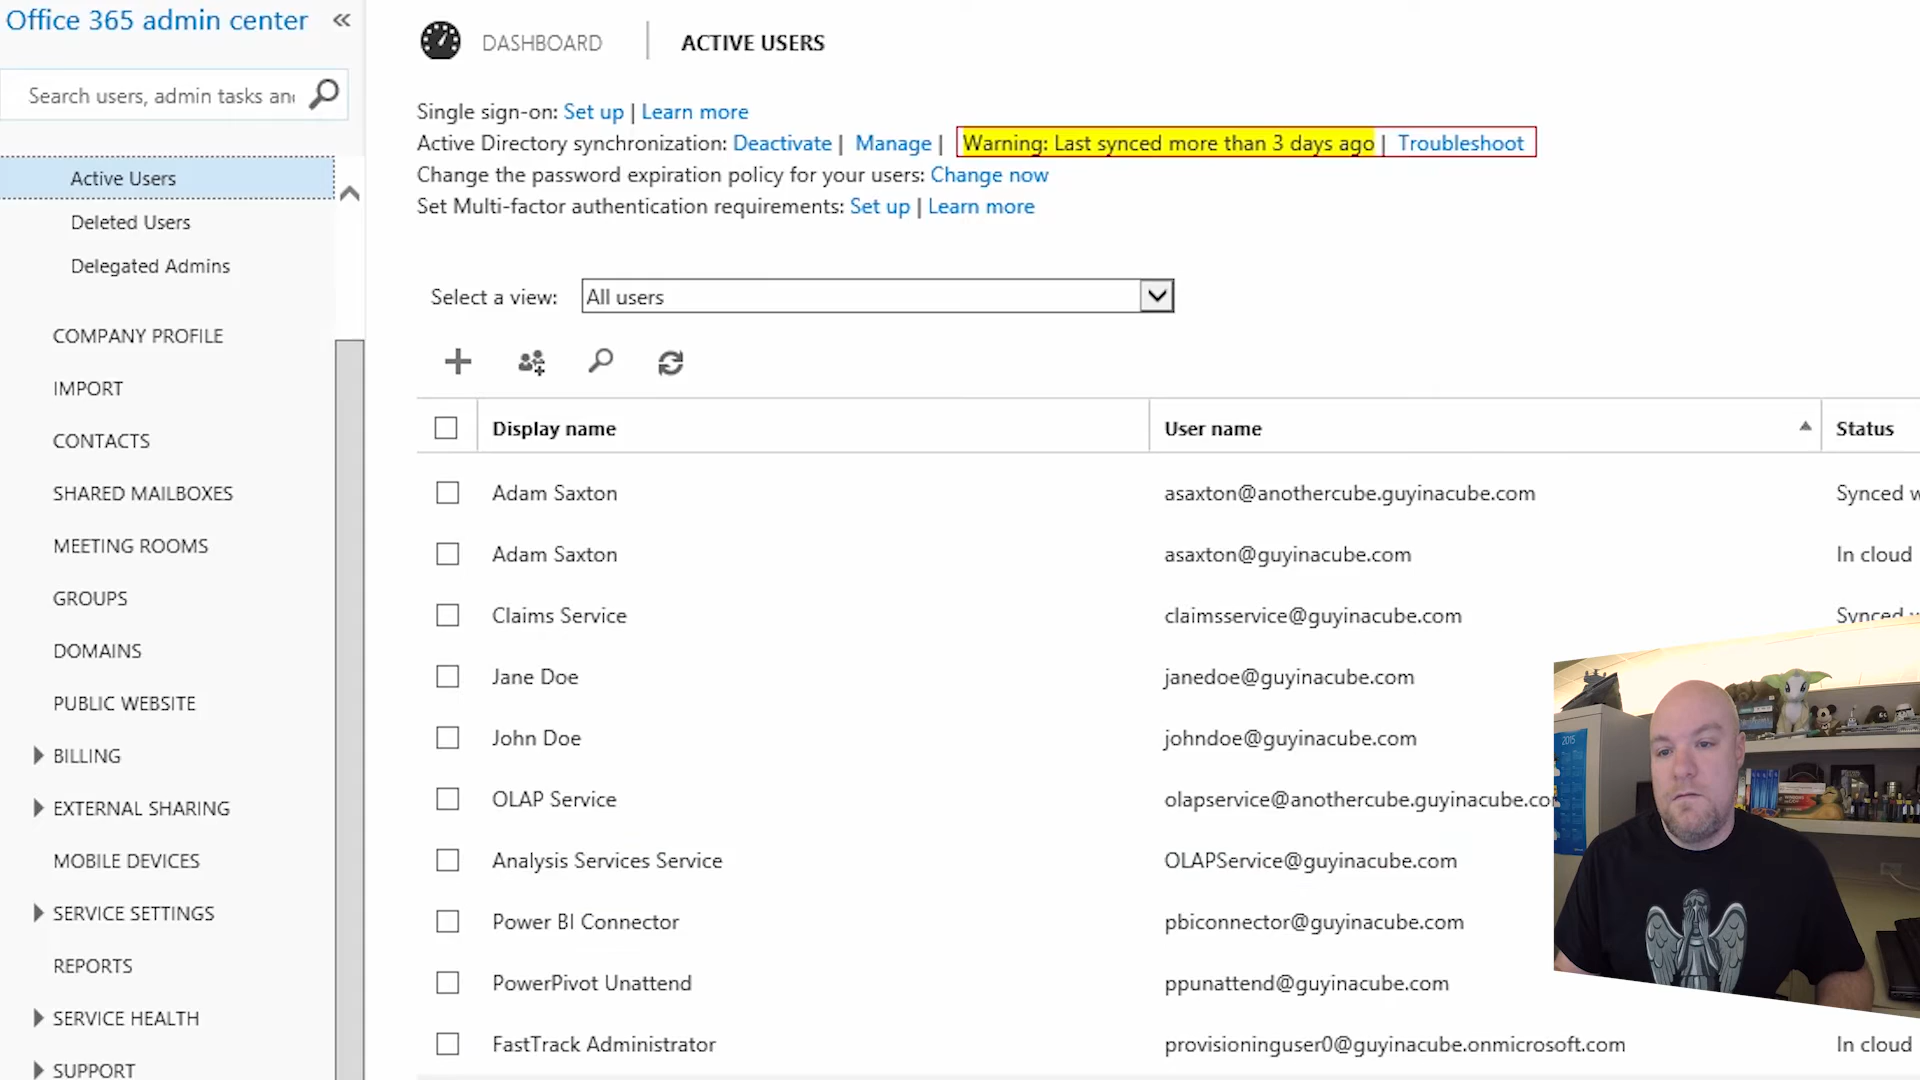 Office 365 admin center «
Search users, admin tasks an
Active Users
Deleted Users
Delegated Admins
COMPANY PROFILE
IMPORT
CONTACTS
SHARED MAILBOXES
MEETING ROOMS
GROUPS
DOMAINS
PUBLIC WEBSITE
BILLING
EXTERNAL SHARING
MOBILE DEVICES
SERVICE SETTINGS
REPORTS
SERVICE HEALTH
SUPPORT
DASHBOARD | ACTIVE USERS
Single sign-on: Set up | Learn more
Active Directory synchronization: Deactivate | Manage | Warning: Last synced more than 3 days ago | Troubleshoot
Change the password expiration policy for your users: Change now
Set Multi-factor authentication requirements: Set up | Learn more
Select a view: All users
Display name User name Status
Adam Saxton asaxton@anothercube.guyinacube.com Synced w
Adam Saxton asaxton@guyinacube.com In cloud
Claims Service claimsservice@guyinacube.com Synced
Jane Doe janedoe@guyinacube.com
John Doe johndoe@guyinacube.com
OLAP Service olapservice@anothercube.guyinacube.co
Analysis Services Service OLAPService@guyinacube.com
Power BI Connector pbiconnector@guyinacube.com
PowerPivot Unattend ppunattend@guyinacube.com
FastTrack Administrator provisioninguser0@guyinacube.onmicrosoft.com In cloud
2015